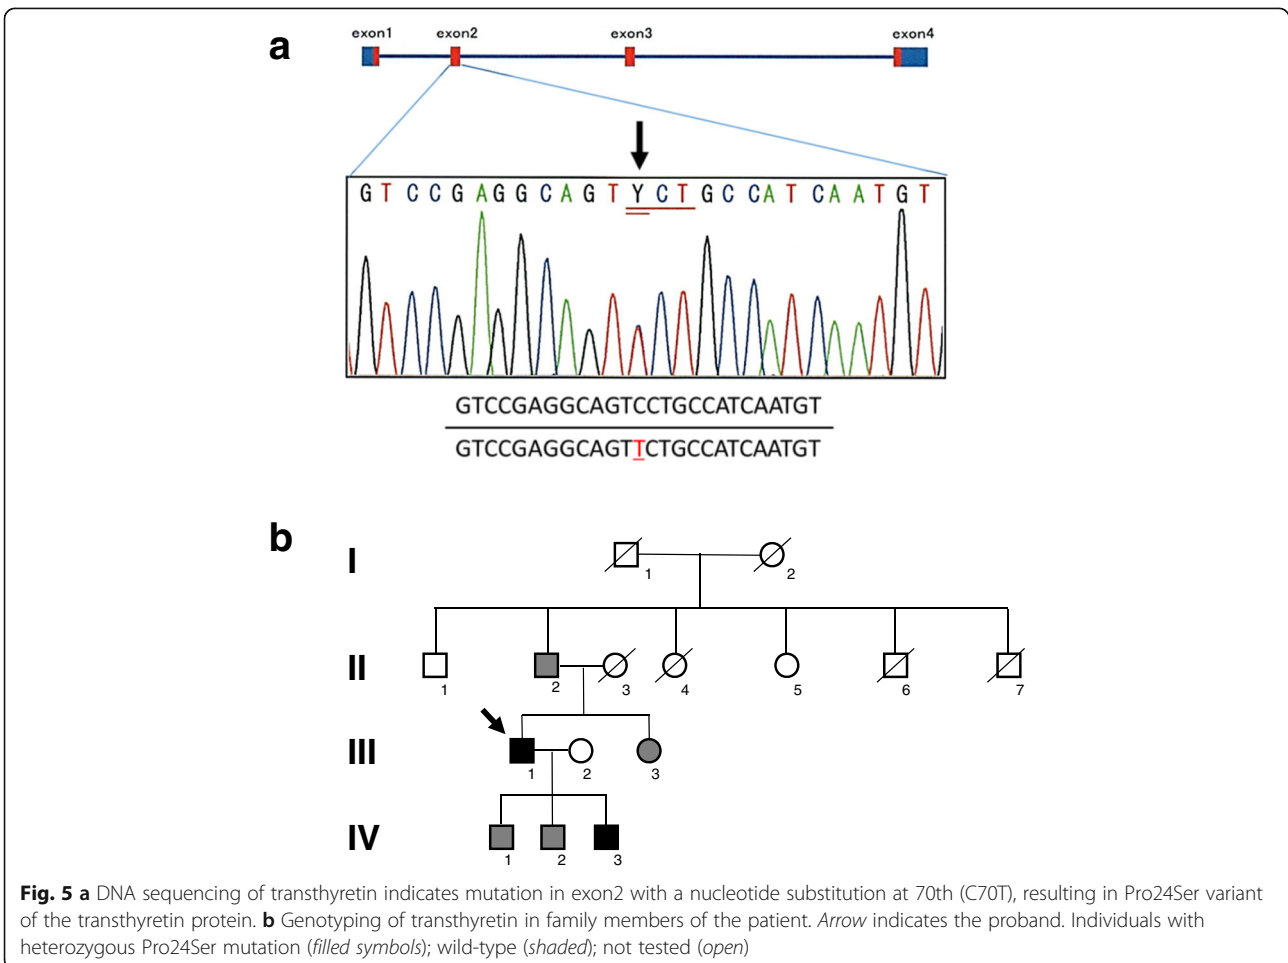 a
exon1 exon2 exon3 exon4
G T C C G A G G C A G T Y C T G C C A T C A A T G T
GTCCGAGGCAGTCCTGCCATCAATGT
GTCCGAGGCAGTTCTGCCATCAATGT
b
I
1 2
II
1 2 3 4 5 6 7
III
1 2 3
IV
1 2 3
Fig. 5 a DNA sequencing of transthyretin indicates mutation in exon2 with a nucleotide substitution at 70th (C70T), resulting in Pro24Ser variant
of the transthyretin protein. b Genotyping of transthyretin in family members of the patient. Arrow indicates the proband. Individuals with
heterozygous Pro24Ser mutation (filled symbols); wild-type (shaded); not tested (open)